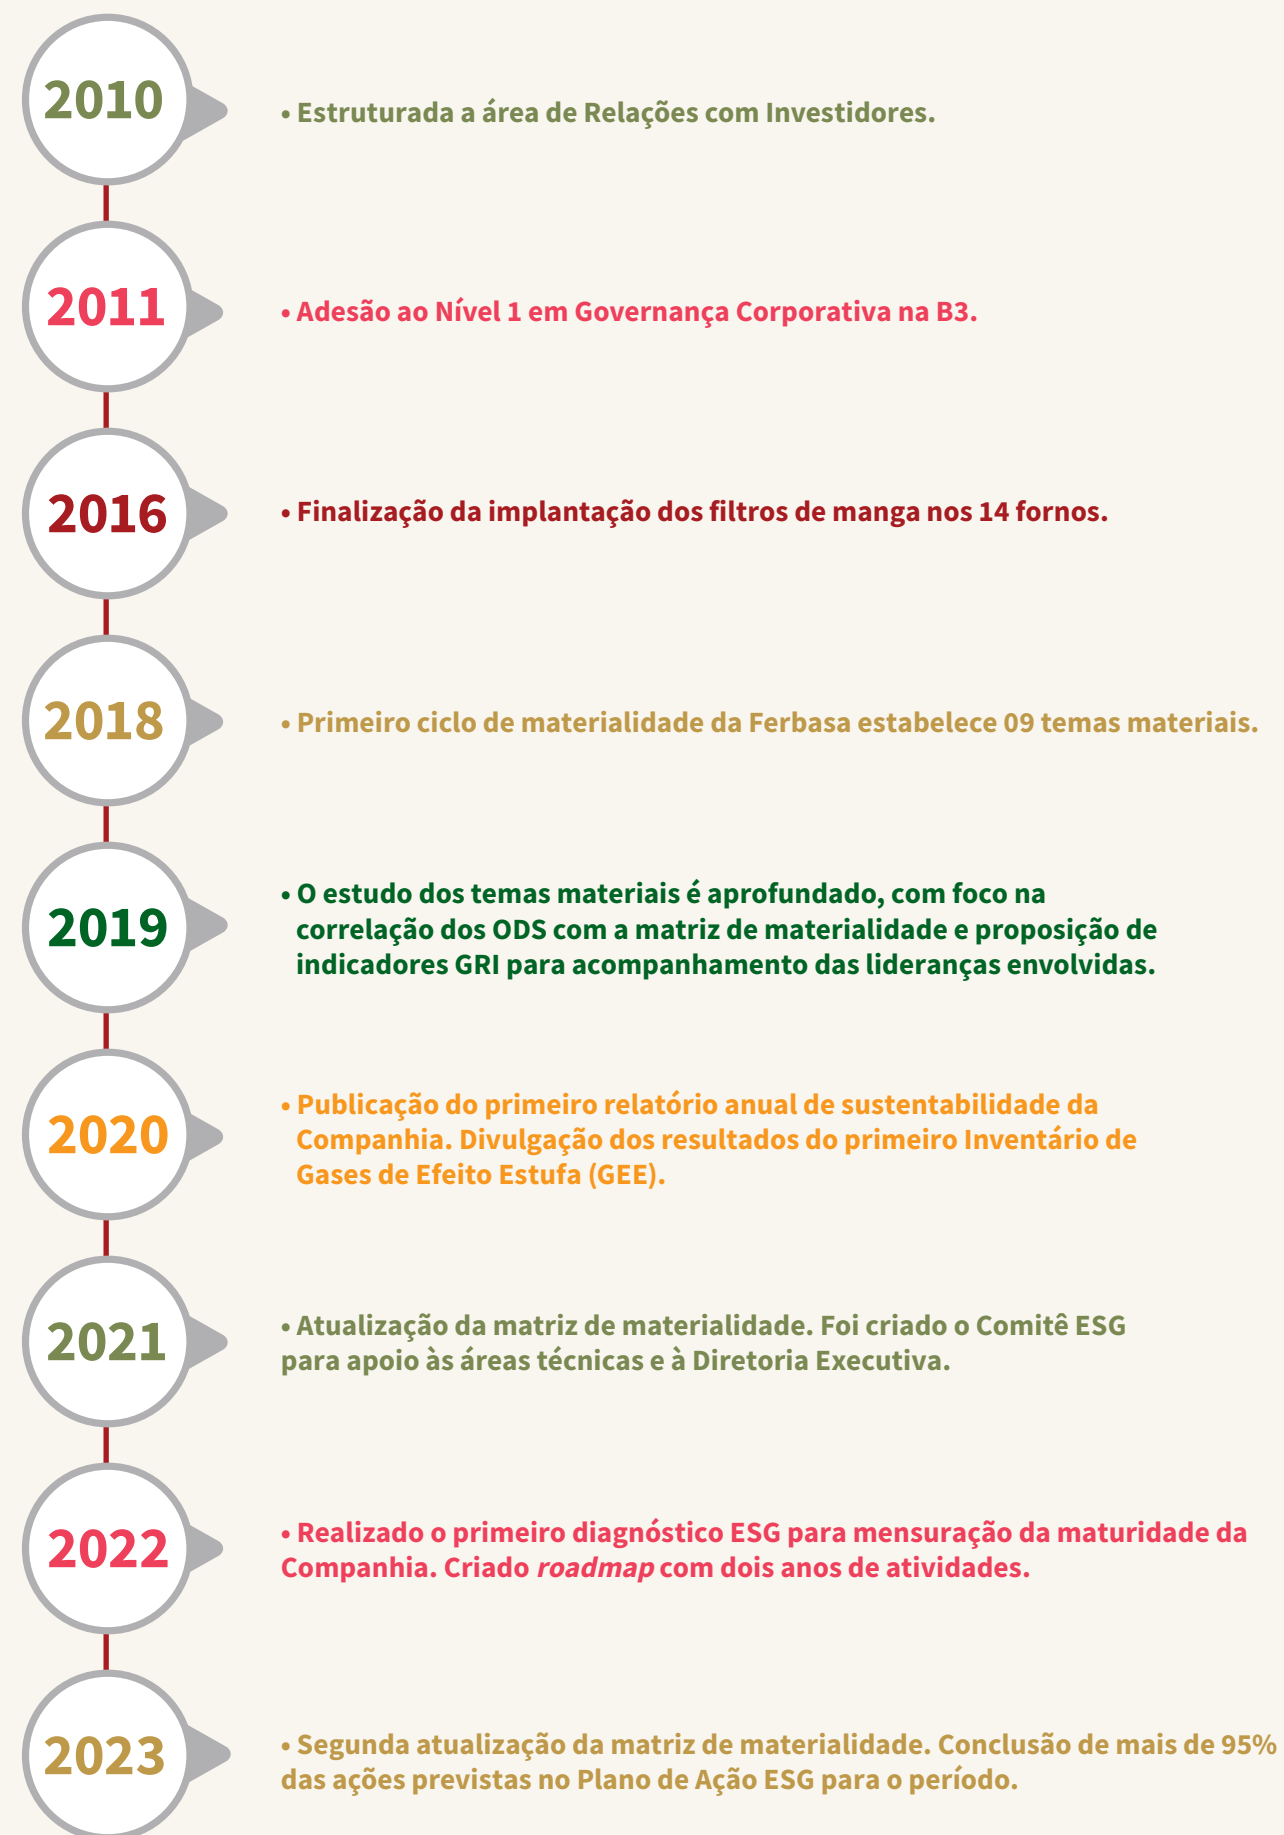 2010
• Estruturada a área de Relações com Investidores.
2011
• Adesão ao Nível 1 em Governança Corporativa na B3.
2016
• Finalização da implantação dos filtros de manga nos 14 fornos.
2018
• Primeiro ciclo de materialidade da Ferbasa estabelece 09 temas materiais.
2019
• O estudo dos temas materiais é aprofundado, com foco na
correlação dos ODS com a matriz de materialidade e proposição de
indicadores GRI para acompanhamento das lideranças envolvidas.
2020
• Publicação do primeiro relatório anual de sustentabilidade da
Companhia. Divulgação dos resultados do primeiro Inventário de
Gases de Efeito Estufa (GEE).
2021
• Atualização da matriz de materialidade. Foi criado o Comitê ESG
para apoio às áreas técnicas e à Diretoria Executiva.
2022
• Realizado o primeiro diagnóstico ESG para mensuração da maturidade da
Companhia. Criado roadmap com dois anos de atividades.
2023
• Segunda atualização da matriz de materialidade. Conclusão de mais de 95%
das ações previstas no Plano de Ação ESG para o período.